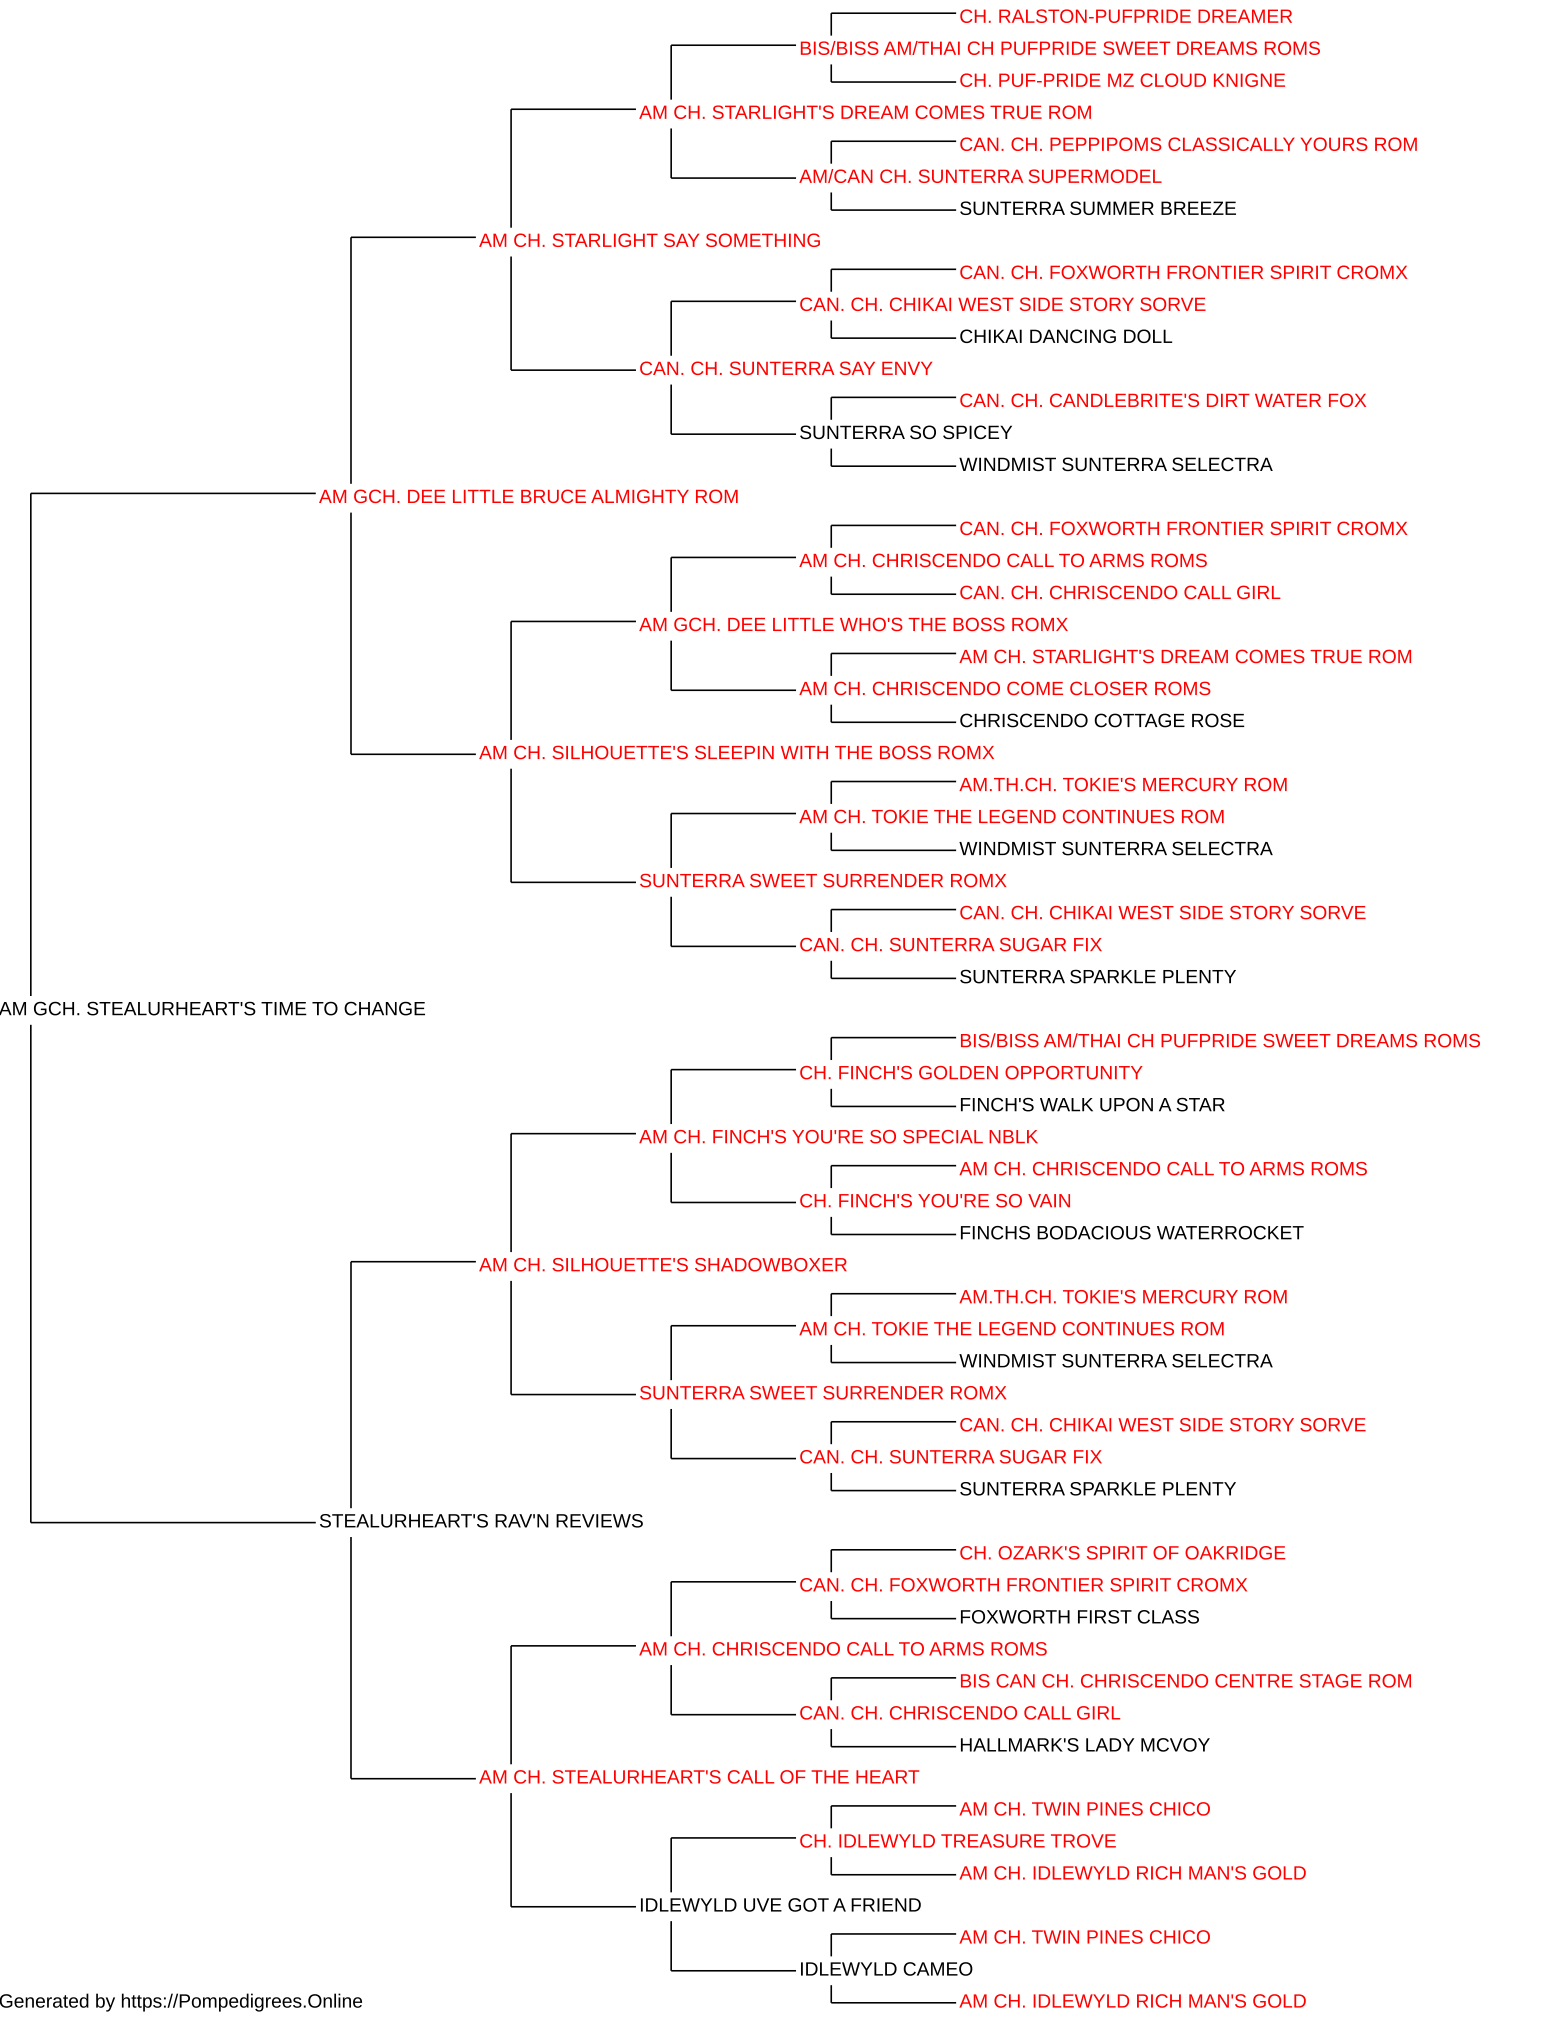 CH. RALSTON-PUFPRIDE DREAMER
BIS/BISS AM/THAI CH PUFPRIDE SWEET DREAMS ROMS
CH. PUF-PRIDE MZ CLOUD KNIGNE
AM CH. STARLIGHT'S DREAM COMES TRUE ROM
CAN. CH. PEPPIPOMS CLASSICALLY YOURS ROM
AM/CAN CH. SUNTERRA SUPERMODEL
SUNTERRA SUMMER BREEZE
AM CH. STARLIGHT SAY SOMETHING
CAN. CH. FOXWORTH FRONTIER SPIRIT CROMX
CAN. CH. CHIKAI WEST SIDE STORY SORVE
CHIKAI DANCING DOLL
CAN. CH. SUNTERRA SAY ENVY
CAN. CH. CANDLEBRITE'S DIRT WATER FOX
SUNTERRA SO SPICEY
WINDMIST SUNTERRA SELECTRA
AM GCH. DEE LITTLE BRUCE ALMIGHTY ROM
CAN. CH. FOXWORTH FRONTIER SPIRIT CROMX
AM CH. CHRISCENDO CALL TO ARMS ROMS
CAN. CH. CHRISCENDO CALL GIRL
AM GCH. DEE LITTLE WHO'S THE BOSS ROMX
AM CH. STARLIGHT'S DREAM COMES TRUE ROM
AM CH. CHRISCENDO COME CLOSER ROMS
CHRISCENDO COTTAGE ROSE
AM CH. SILHOUETTE'S SLEEPIN WITH THE BOSS ROMX
AM.TH.CH. TOKIE'S MERCURY ROM
AM CH. TOKIE THE LEGEND CONTINUES ROM
WINDMIST SUNTERRA SELECTRA
SUNTERRA SWEET SURRENDER ROMX
CAN. CH. CHIKAI WEST SIDE STORY SORVE
CAN. CH. SUNTERRA SUGAR FIX
SUNTERRA SPARKLE PLENTY
AM GCH. STEALURHEART'S TIME TO CHANGE
BIS/BISS AM/THAI CH PUFPRIDE SWEET DREAMS ROMS
CH. FINCH'S GOLDEN OPPORTUNITY
FINCH'S WALK UPON A STAR
AM CH. FINCH'S YOU'RE SO SPECIAL NBLK
AM CH. CHRISCENDO CALL TO ARMS ROMS
CH. FINCH'S YOU'RE SO VAIN
FINCHS BODACIOUS WATERROCKET
AM CH. SILHOUETTE'S SHADOWBOXER
AM.TH.CH. TOKIE'S MERCURY ROM
AM CH. TOKIE THE LEGEND CONTINUES ROM
WINDMIST SUNTERRA SELECTRA
SUNTERRA SWEET SURRENDER ROMX
CAN. CH. CHIKAI WEST SIDE STORY SORVE
CAN. CH. SUNTERRA SUGAR FIX
SUNTERRA SPARKLE PLENTY
STEALURHEART'S RAV'N REVIEWS
CH. OZARK'S SPIRIT OF OAKRIDGE
CAN. CH. FOXWORTH FRONTIER SPIRIT CROMX
FOXWORTH FIRST CLASS
AM CH. CHRISCENDO CALL TO ARMS ROMS
BIS CAN CH. CHRISCENDO CENTRE STAGE ROM
CAN. CH. CHRISCENDO CALL GIRL
HALLMARK'S LADY MCVOY
AM CH. STEALURHEART'S CALL OF THE HEART
AM CH. TWIN PINES CHICO
CH. IDLEWYLD TREASURE TROVE
AM CH. IDLEWYLD RICH MAN'S GOLD
IDLEWYLD UVE GOT A FRIEND
AM CH. TWIN PINES CHICO
IDLEWYLD CAMEO
AM CH. IDLEWYLD RICH MAN'S GOLD
Generated by https://Pompedigrees.Online